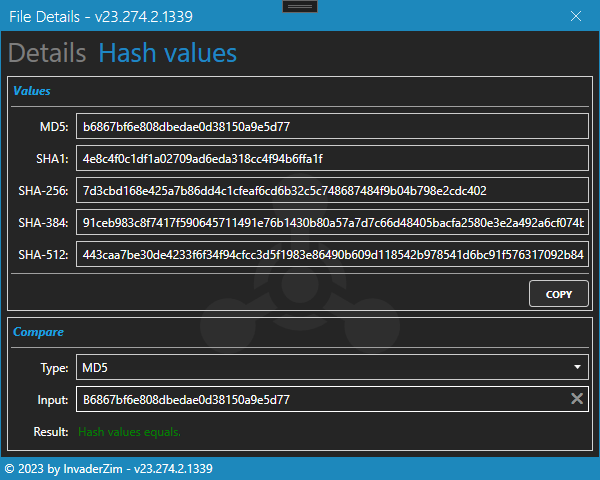 File Details - v23.274.2.1339
Details Hash values
Values
MD5: b6867bf6e808dbedae0d38150a9e5d77
SHA1: 4e8c4f0c1df1a02709ad6eda318cc4f94b6ffa1f
SHA-256: 7d3cbd168e425a7b86dd4c1cfeaf6cd6b32c5c748687484f9b04b798e2cdc402
SHA-384: 91ceb983c8f7417f590645711491e76b1430b80a57a7d7c66d48405bacfa2580e3e2a492a6cf074b
SHA-512: 443caa7be30de4233f6f34f94cfcc3d5f1983e86490b609d118542b978541d6bc91f576317092b84
COPY
Compare
Type: MD5
Input: B6867bf6e808dbedae0d38150a9e5d77
Result: Hash values equals.
© 2023 by InvaderZim - v23.274.2.1339